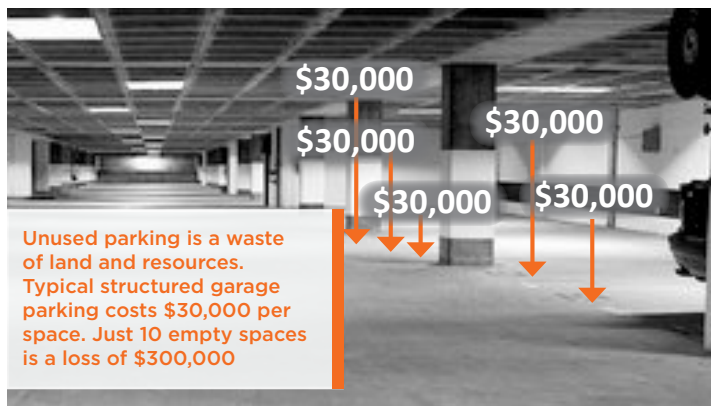 $30,000
$30,000
$30,000
$30,000
$30,000
Unused parking is a waste
of land and resources.
Typical structured garage
parking costs $30,000 per
space. Just 10 empty spaces
is a loss of $300,000